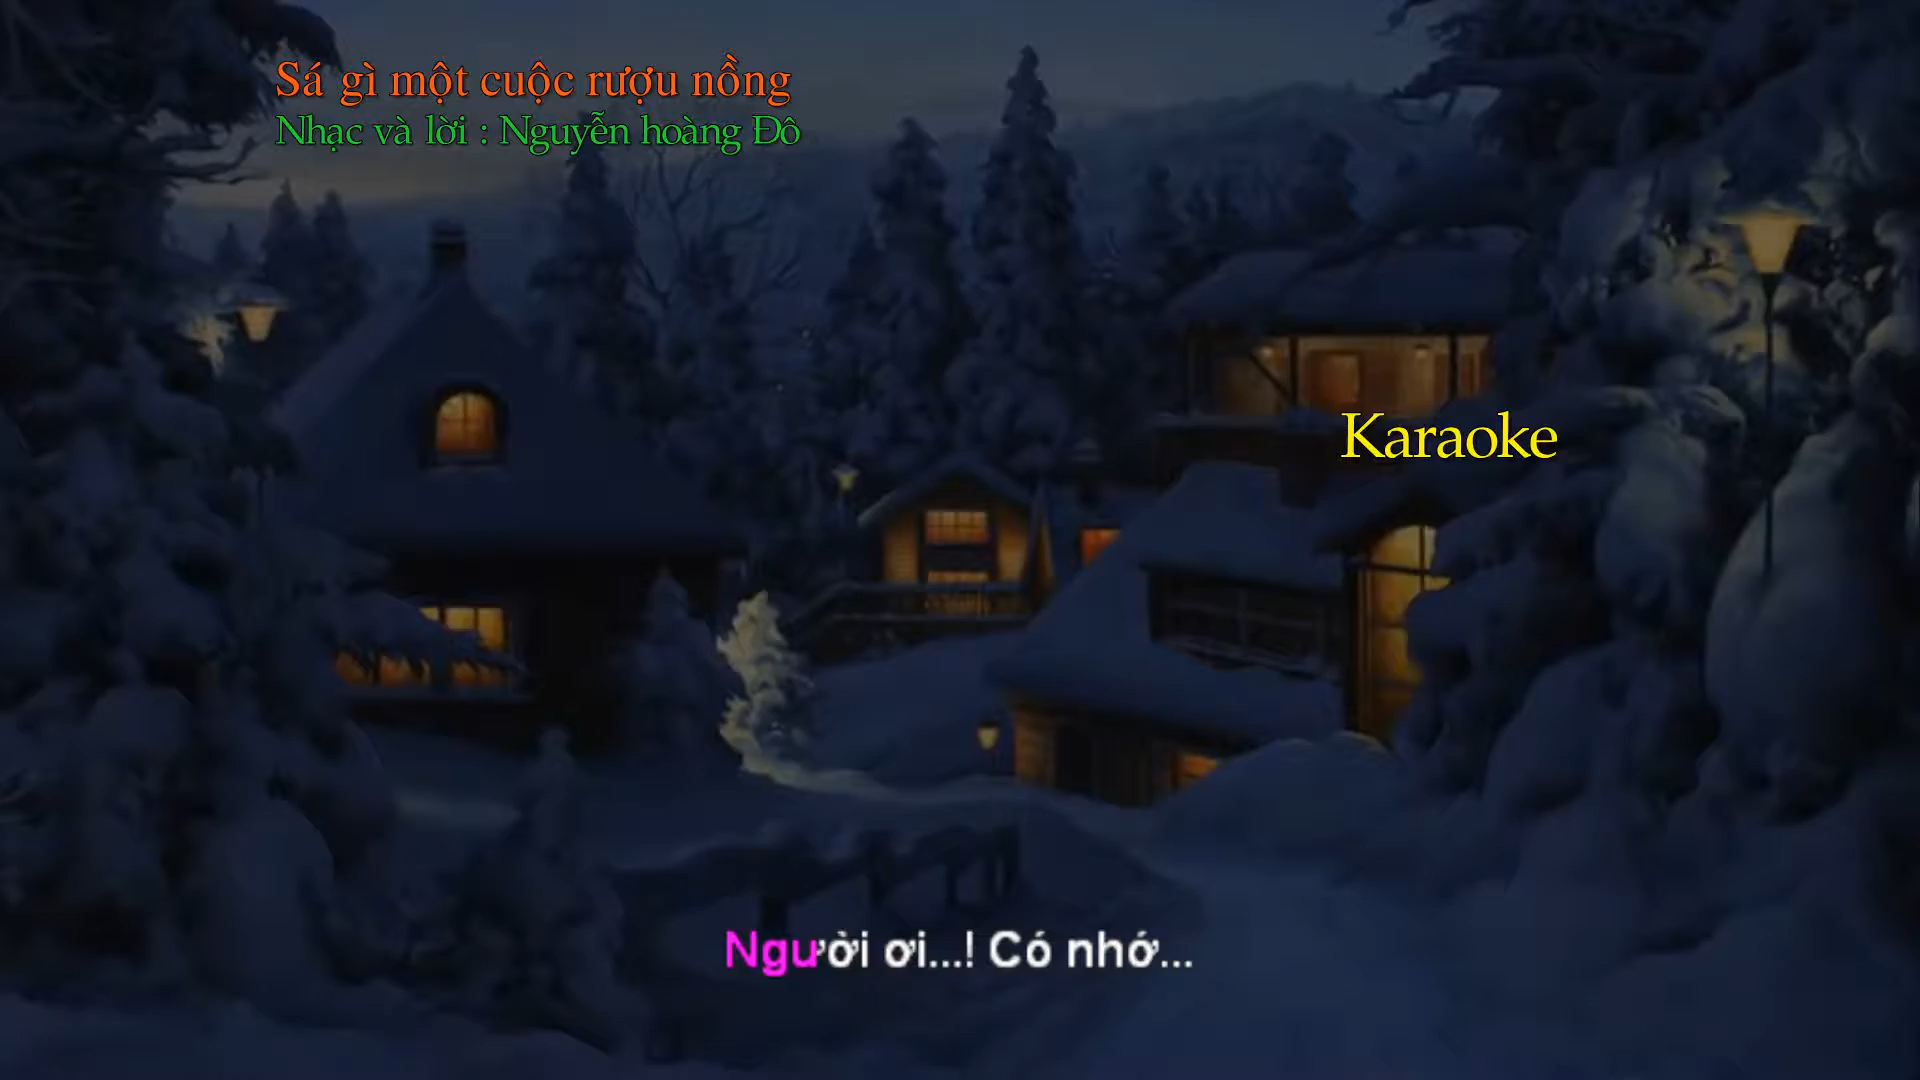 Sá gì một cuộc rượu nồng
Nhạc và lời : Nguyễn hoàng Đô
Karaoke
Người ơi...! Có nhớ...